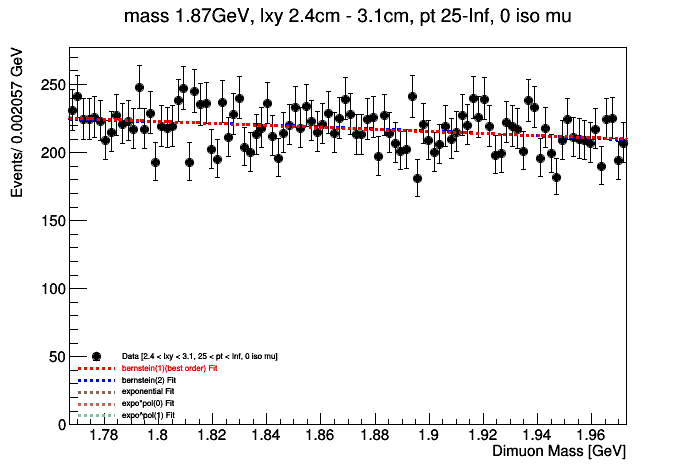 mass 1.87GeV, lxy 2.4cm - 3.1cm, pt 25-Inf, 0 iso mu
Events/ 0.002057 GeV
250
200
150
100
50
0
Data [2.4 < lxy < 3.1, 25 < pt < Inf, 0 iso mu]
bernstein(1)(best order) Fit
bernstein(2) Fit
exponential Fit
expo*pol(0) Fit
expo*pol(1) Fit
1.78 1.8 1.82 1.84 1.86 1.88 1.9 1.92 1.94 1.96
Dimuon Mass [GeV]